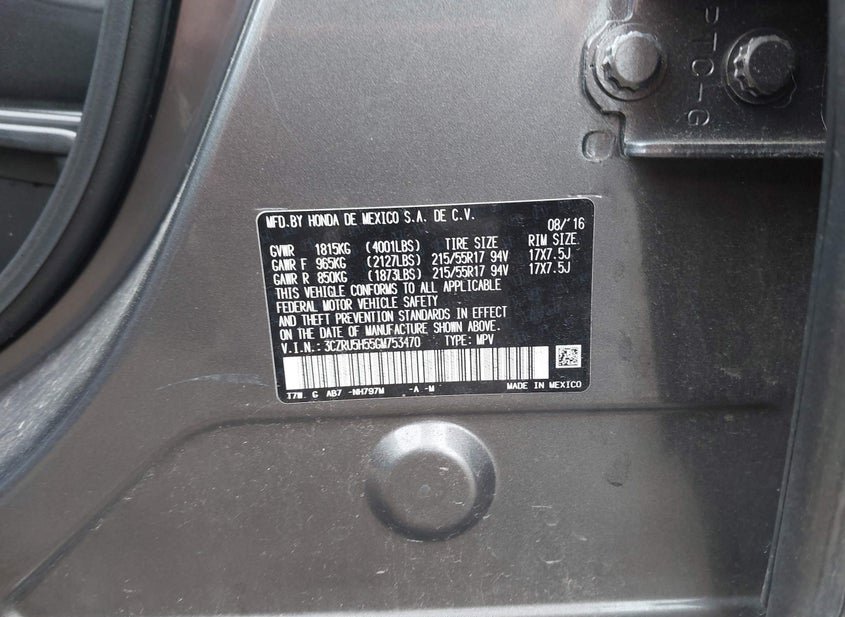 PTC-G
MFD.BY HONDA DE MEXICO S.A. DE C.V. 08/'16
GVWR 1815KG (4001LBS) TIRE SIZE RIM SIZE
GAWR F 965KG (2127LBS) 215/55R17 94V 17X7.5J
GAWR R 850KG (1873LBS) 215/55R17 94V 17X7.5J
THIS VEHICLE CONFORMS TO ALL APPLICABLE
FEDERAL MOTOR VEHICLE SAFETY
AND THEFT PREVENTION STANDARDS IN EFFECT
ON THE DATE OF MANUFACTURE SHOWN ABOVE.
V.I.N.: 3CZRU5H55GM753470 TYPE: MPV
T7W. G AB7 -NH797M -A -M MADE IN MEXICO